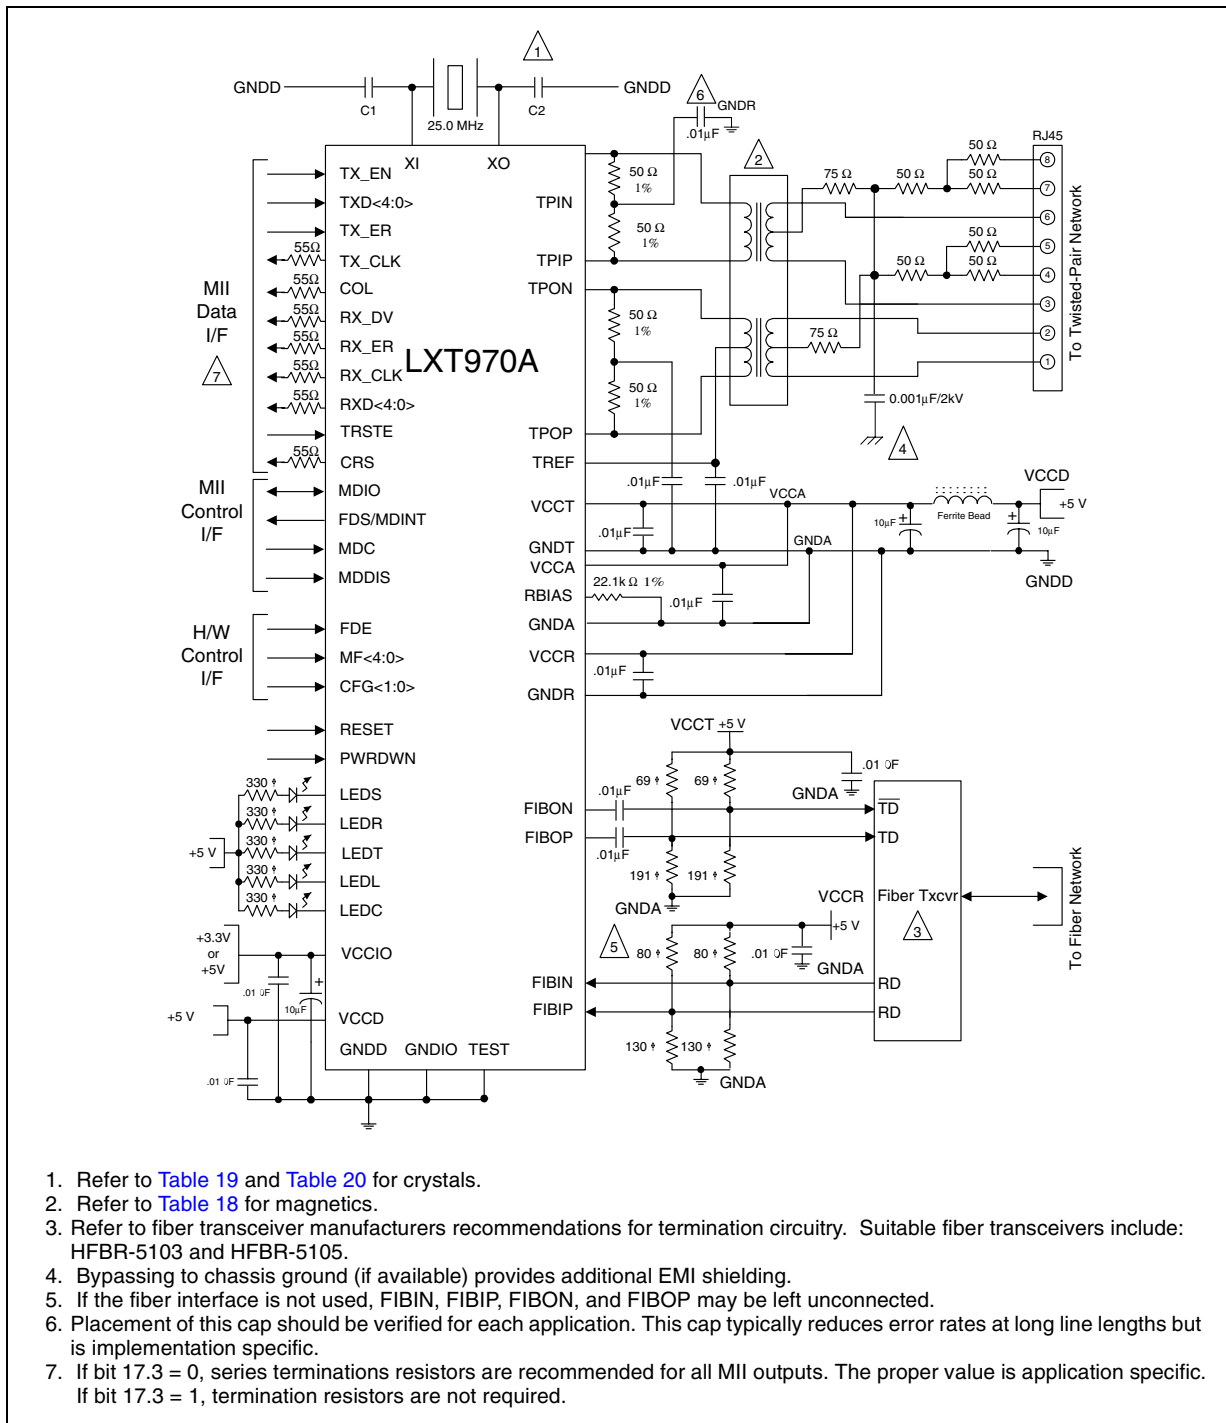 1
GNDD
C1
25.0 MHz
C2
GNDD
6
GNDR
.01µF
XI
XO
2
RJ45
TX_EN
TXD<4:0>
TX_ER
55Ω
TX_CLK
55Ω
COL
55Ω
RX_DV
55Ω
RX_ER
55Ω
RX_CLK
55Ω
RXD<4:0>
TRSTE
55Ω
CRS
MII
Data
I/F
7
MDIO
FDS/MDINT
MDC
MDDIS
MII
Control
I/F
FDE
MF<4:0>
CFG<1:0>
H/W
Control
I/F
RESET
PWRDWN
330
LEDS
330
LEDR
330
LEDT
330
LEDL
330
LEDC
+5 V
+3.3V
or
+5V
VCCIO
.01
10µF
+
+5 V
VCCD
.01
GNDD
GNDIO
TEST
LXT970A
TPIN
50 Ω
1%
50 Ω
1%
TPIP
TPON
50 Ω
1%
50 Ω
1%
TPOP
TREF
75 Ω
50 Ω
50 Ω
50 Ω
50 Ω
50 Ω
50 Ω
75 Ω
8
7
6
5
4
3
2
1
To Twisted-Pair Network
0.001µF/2kV
4
.01µF
.01µF
VCCT
VCCA
VCCD
+5 V
10µF
+
Ferrite Bead
+
10µF
.01µF
GNDT
GNDA
GNDD
VCCA
22.1k Ω 1%
RBIAS
.01µF
GNDA
VCCR
.01µF
GNDR
VCCT +5 V
69
69
.01
GNDA
FIBON
.01µF
FIBOP
.01µF
TD
TD
191
191
GNDA
VCCR
+5 V
Fiber Txcvr
3
To Fiber Network
5
80
80
.01
GNDA
FIBIN
RD
FIBIP
RD
130
130
GNDA
1. Refer to Table 19 and Table 20 for crystals.
2. Refer to Table 18 for magnetics.
3. Refer to fiber transceiver manufacturers recommendations for termination circuitry. Suitable fiber transceivers include:
HFBR-5103 and HFBR-5105.
4. Bypassing to chassis ground (if available) provides additional EMI shielding.
5. If the fiber interface is not used, FIBIN, FIBIP, FIBON, and FIBOP may be left unconnected.
6. Placement of this cap should be verified for each application. This cap typically reduces error rates at long line lengths but
is implementation specific.
7. If bit 17.3 = 0, series terminations resistors are recommended for all MII outputs. The proper value is application specific.
If bit 17.3 = 1, termination resistors are not required.